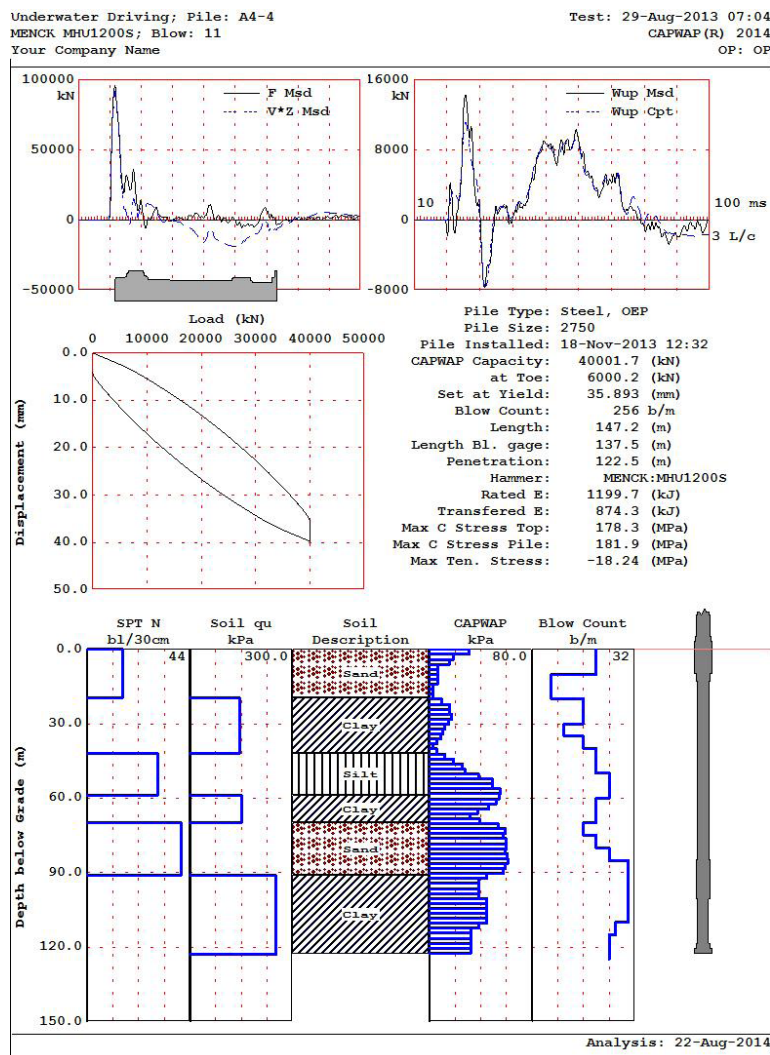 Underwater Driving; Pile: A4-4 Test: 29-Aug-2013 07:04
MENCK MHU1200S; Blow: 11 CAPWAP(R) 2014
Your Company Name OP: OP
100000
kN
50000
0
-50000
F Msd
V*Z Msd
16000
kN
8000
0
-8000
Wup Msd
Wup Cpt
10
100 ms
3 L/c
Load (kN)
0 10000 20000 30000 40000 50000
0.0
10.0
20.0
30.0
40.0
50.0
Displacement (mm)
Pile Type: Steel, OEP
Pile Size: 2750
Pile Installed: 18-Nov-2013 12:32
CAPWAP Capacity: 40001.7 (kN)
at Toe: 6000.2 (kN)
Set at Yield: 35.893 (mm)
Blow Count: 256 b/m
Length: 147.2 (m)
Length Bl. gage: 137.5 (m)
Penetration: 122.5 (m)
Hammer: MENCK:MHU1200S
Rated E: 1199.7 (kJ)
Transfered E: 874.3 (kJ)
Max C Stress Top: 178.3 (MPa)
Max C Stress Pile: 181.9 (MPa)
Max Ten. Stress: -18.24 (MPa)
SPT N Soil qu Soil CAPWAP Blow Count
bl/30cm kPa Description kPa b/m
0.0 44 300.0 80.0 32
Sand
30.0
Clay
Silt
60.0
Clay
Sand
90.0
Clay
120.0
150.0
Depth below Grade (m)
Analysis: 22-Aug-2014